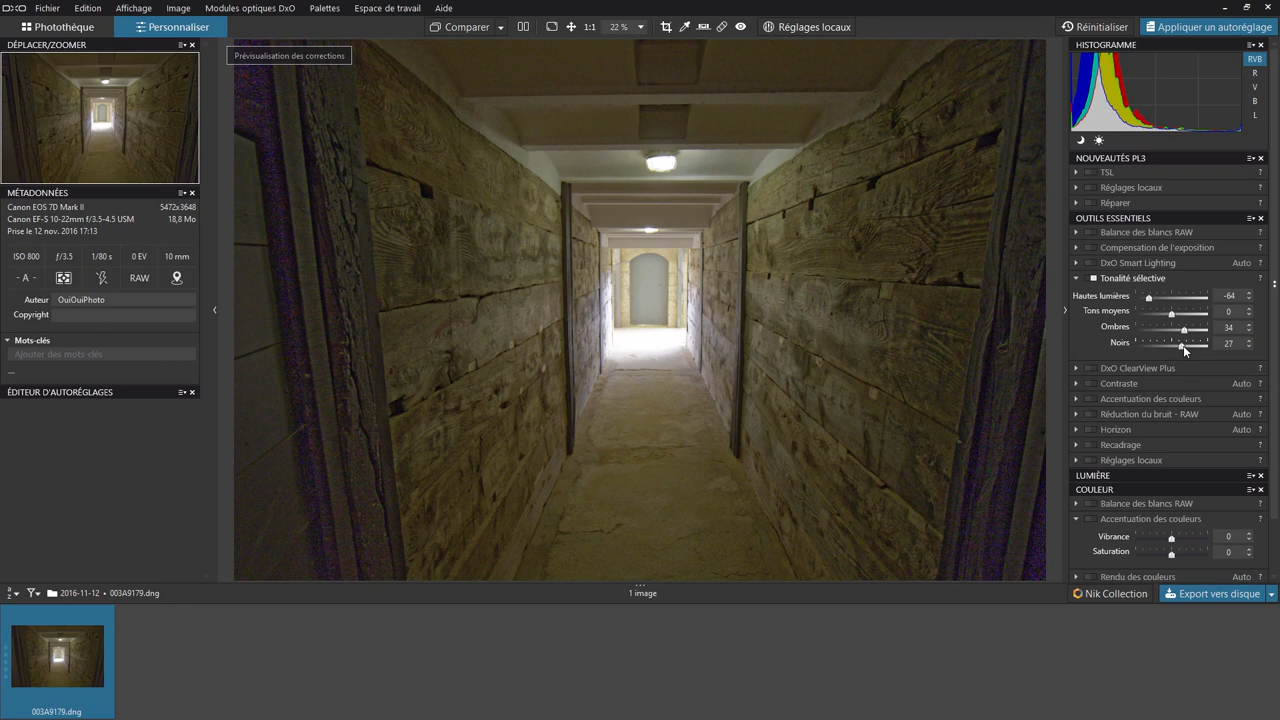 DXO Fichier Edition Affichage Image Modules optiques DxO Palettes Espace de travail Aide
Photothèque Personnaliser Comparer 1:1 22 % Réglages locaux Réinitialiser Appliquer un autoréglage
DÉPLACER/ZOOMER
Prévisualisation des corrections
MÉTADONNÉES
Canon EOS 7D Mark II 5472x3648
Canon EF-S 10-22mm f/3.5-4.5 USM 18,8 Mo
Prise le 12 nov. 2016 17:13
ISO 800 ƒ/3.5 1/80 s 0 EV 10 mm
- A - RAW
Auteur OuiOuiPhoto
Copyright
Mots-clés
Ajouter des mots-clés
—
ÉDITEUR D'AUTORÉGLAGES
HISTOGRAMME
RVB
R
V
B
L
NOUVEAUTÉS PL3
TSL ?
Réglages locaux ?
Réparer ?
OUTILS ESSENTIELS
Balance des blancs RAW ?
Compensation de l'exposition ?
DxO Smart Lighting Auto ?
Tonalité sélective ?
Hautes lumières -64
Tons moyens 0
Ombres 34
Noirs 27
DxO ClearView Plus ?
Contraste Auto ?
Accentuation des couleurs ?
Réduction du bruit - RAW Auto ?
Horizon Auto ?
Recadrage ?
Réglages locaux ?
LUMIÈRE
COULEUR
Balance des blancs RAW ?
Accentuation des couleurs ?
Vibrance 0
Saturation 0
Rendu des couleurs Auto ?
a z 2016-11-12 • 003A9179.dng 1 image Nik Collection Export vers disque
003A9179.dng